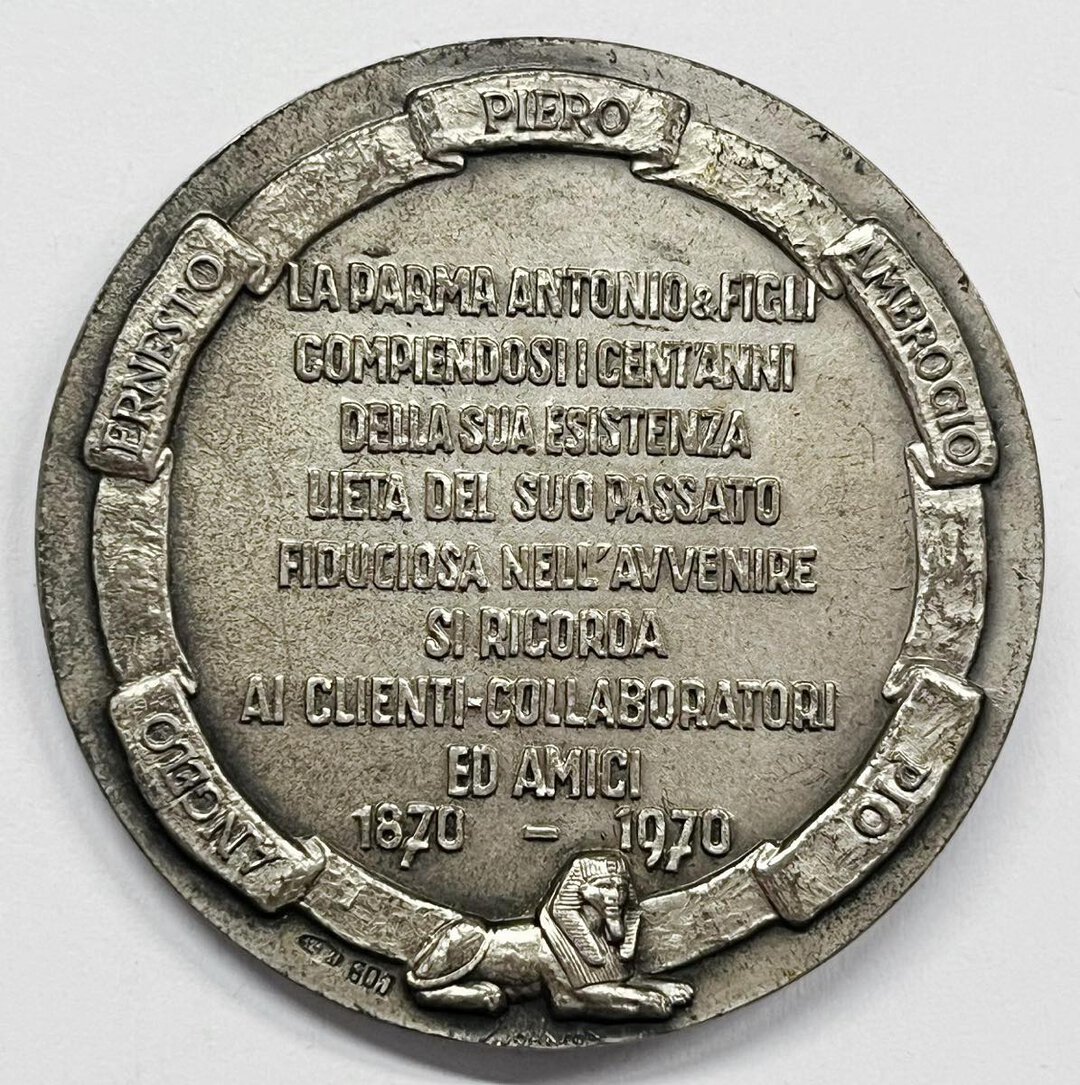 PIERO
AMBROGIO
PIO
ANGELO
ERNESTO
LA PARMA ANTONIO & FIGLI
COMPIENDOSI I CENT'ANNI
DELLA SUA ESISTENZA
LIETA DEL SUO PASSATO
FIDUCIOSA NELL'AVVENIRE
SI RICORDA
AI CLIENTI-COLLABORATORI
ED AMICI
1870 - 1970